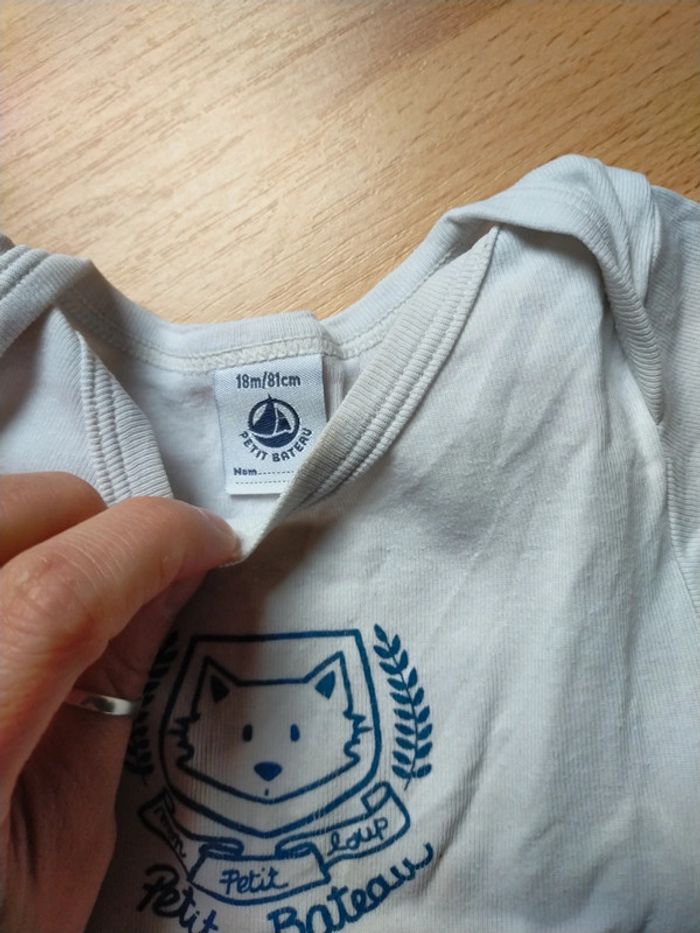 18m/81cm
PETIT BATEAU
Nom
mon
Petit
loup
Petit
Bateau